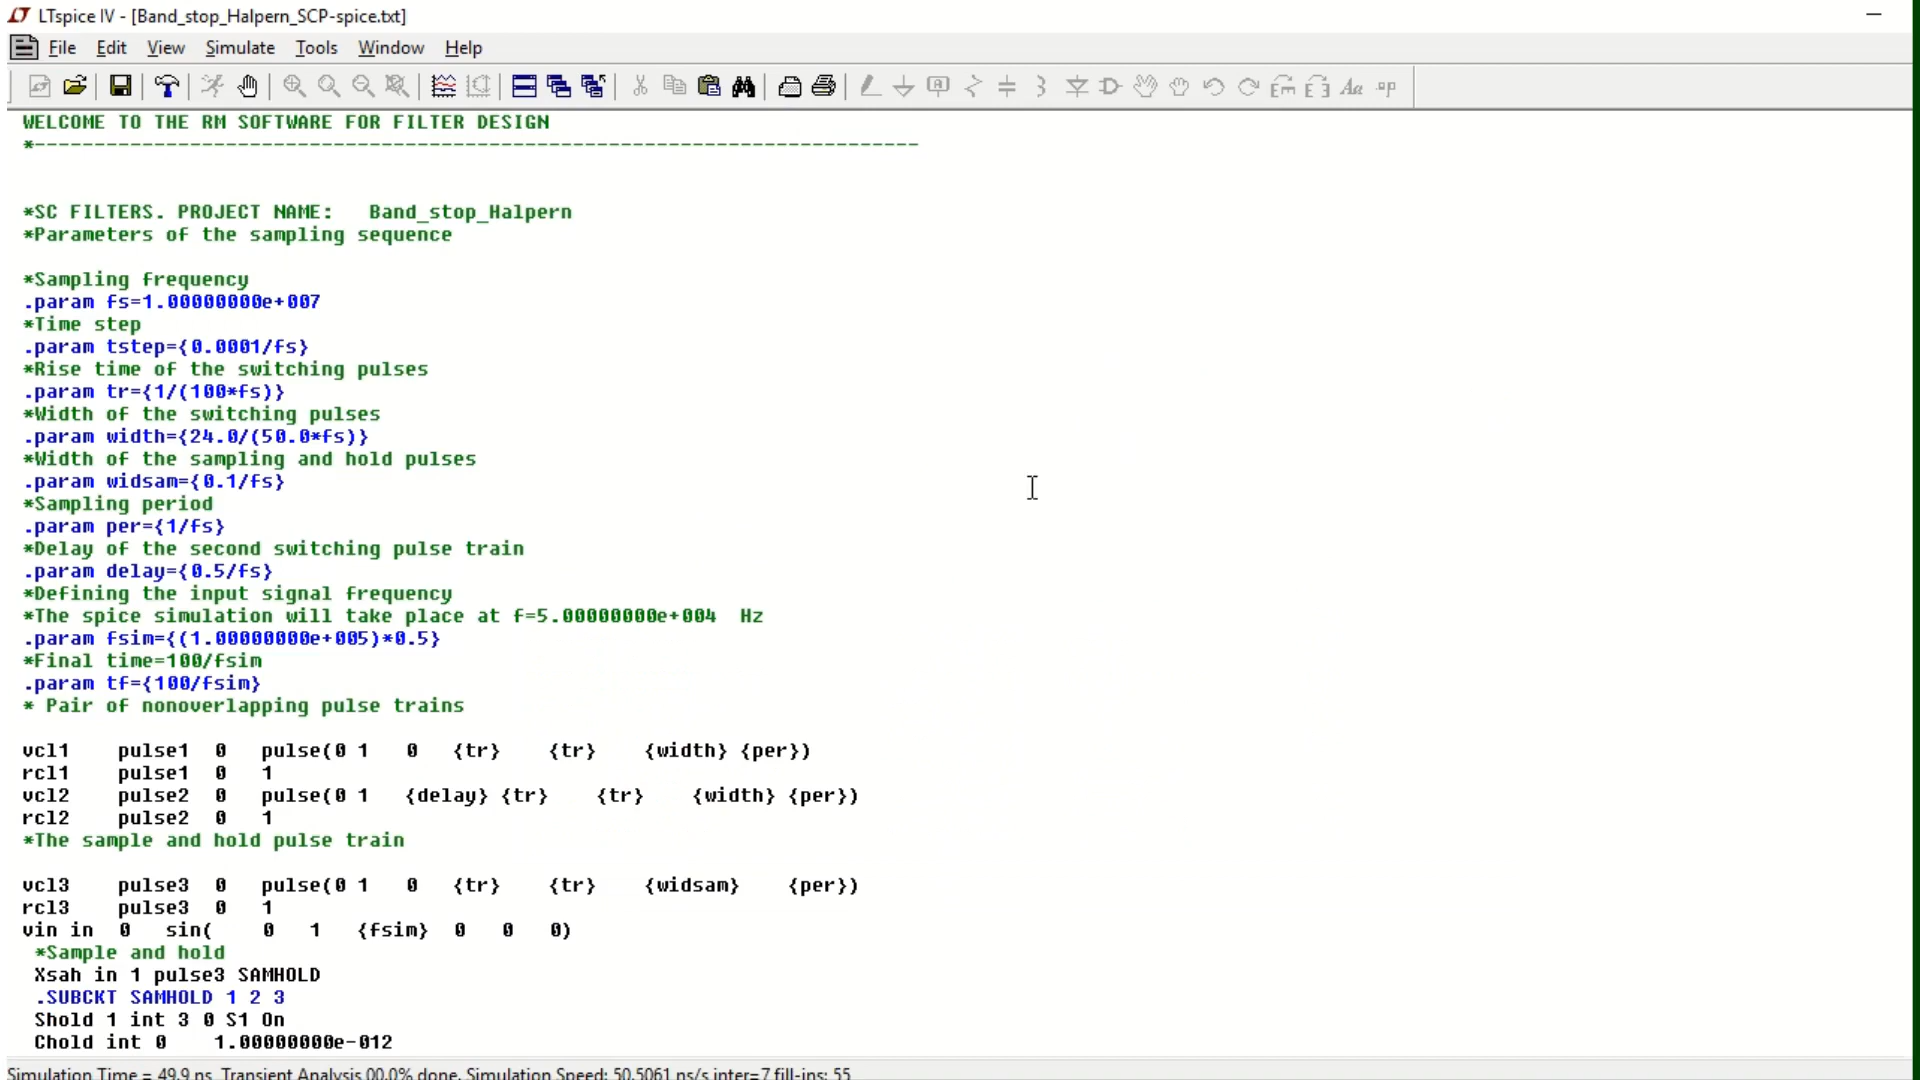 LTspice IV - [Band_stop_Halpern_SCP-spice.txt]
File Edit View Simulate Tools Window Help
WELCOME TO THE RM SOFTWARE FOR FILTER DESIGN
*--------------------------------------------------------------------------
*SC FILTERS. PROJECT NAME:   Band_stop_Halpern
*Parameters of the sampling sequence
*Sampling frequency
.param fs=1.00000000e+007
*Time step
.param tstep={0.0001/fs}
*Rise time of the switching pulses
.param tr={1/(100*fs)}
*Width of the switching pulses
.param width={24.0/(50.0*fs)}
*Width of the sampling and hold pulses
.param widsam={0.1/fs}
*Sampling period
.param per={1/fs}
*Delay of the second switching pulse train
.param delay={0.5/fs}
*Defining the input signal frequency
*The spice simulation will take place at f=5.00000000e+004  Hz
.param fsim={(1.00000000e+005)*0.5}
*Final time=100/fsim
.param tf={100/fsim}
* Pair of nonoverlapping pulse trains
vcl1    pulse1  0   pulse(0 1   0   {tr}    {tr}    {width} {per})
rcl1    pulse1  0   1
vcl2    pulse2  0   pulse(0 1   {delay} {tr}    {tr}    {width} {per})
rcl2    pulse2  0   1
*The sample and hold pulse train
vcl3    pulse3  0   pulse(0 1   0   {tr}    {tr}    {widsam}    {per})
rcl3    pulse3  0   1
vin in  0   sin(    0   1   {fsim}  0   0   0)
*Sample and hold
Xsah in 1 pulse3 SAMHOLD
.SUBCKT SAMHOLD 1 2 3
Shold 1 int 3 0 S1 On
Chold int 0    1.00000000e-012
Simulation Time = 49.9 ns. Transient Analysis 00.0% done. Simulation Speed: 50.5061 ns/s inter=7 fill-ins: 55